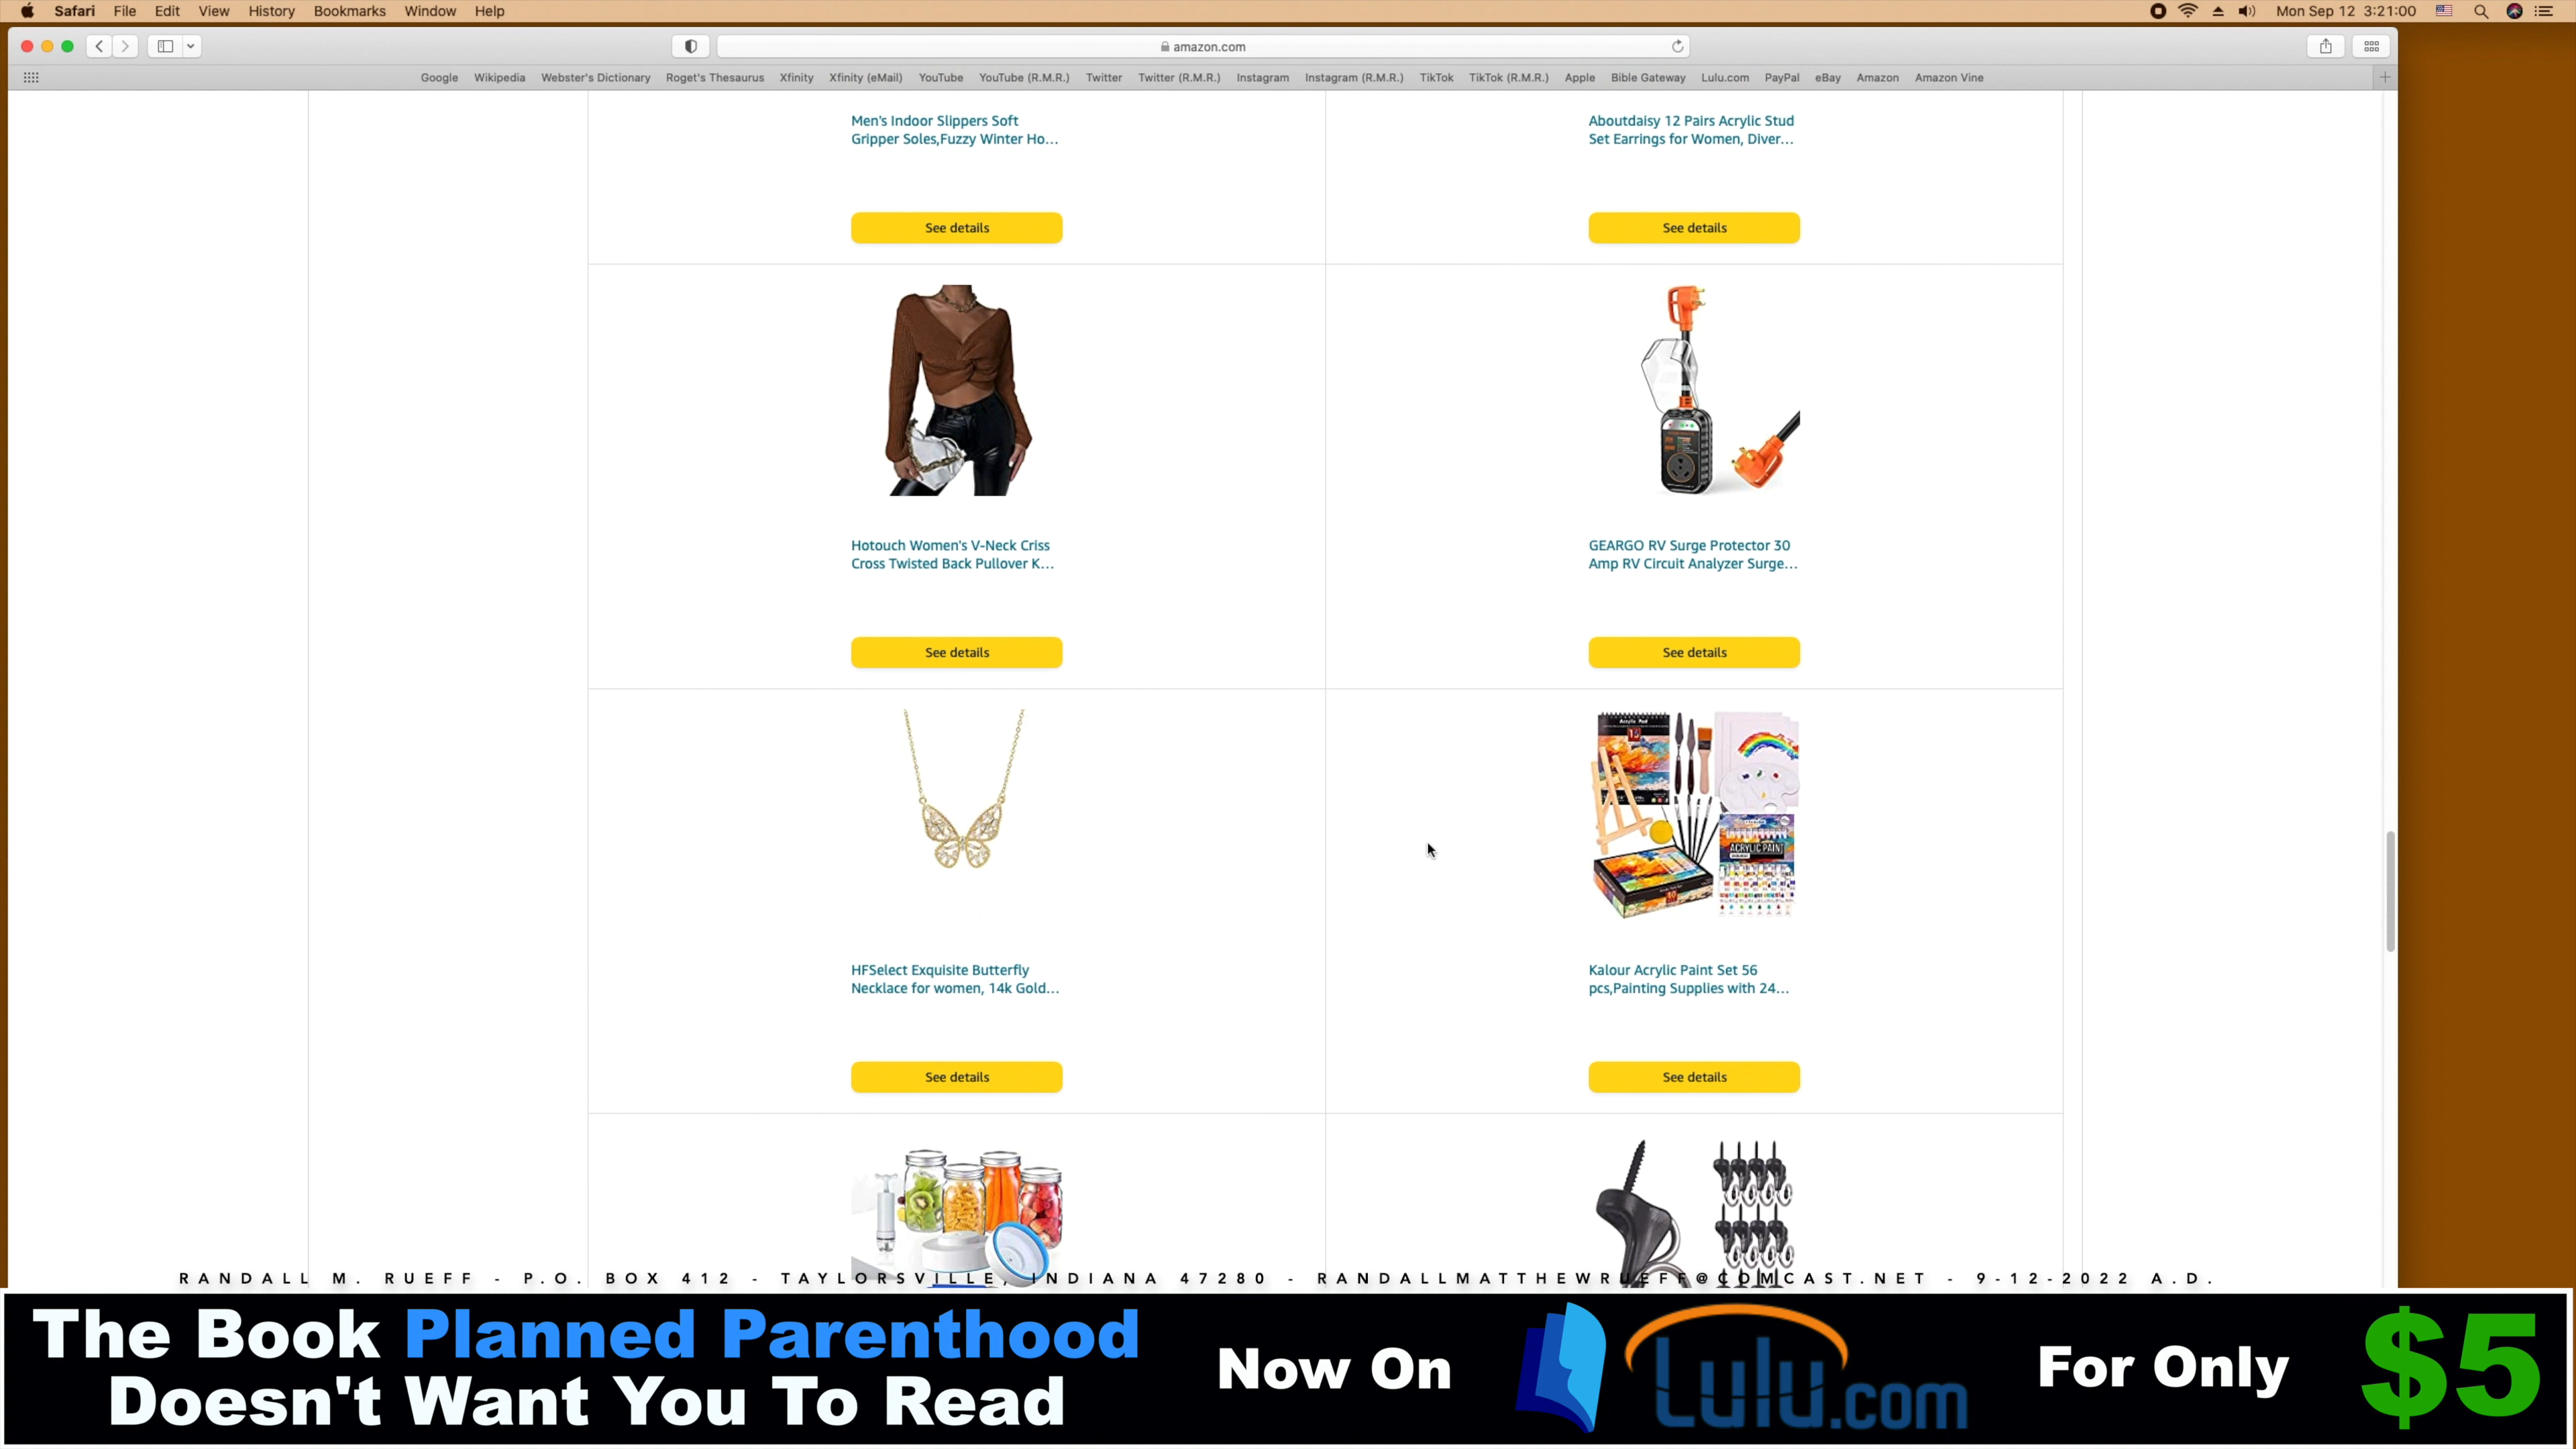 Safari File Edit View History Bookmarks Window Help
Mon Sep 12 3:21:00
amazon.com
Google Wikipedia Webster's Dictionary Roget's Thesaurus Xfinity Xfinity (eMail) YouTube YouTube (R.M.R.) Twitter Twitter (R.M.R.) Instagram Instagram (R.M.R.) TikTok TikTok (R.M.R.) Apple Bible Gateway Lulu.com PayPal eBay Amazon Amazon Vine
Men's Indoor Slippers Soft
Gripper Soles,Fuzzy Winter Ho...
See details
Aboutdaisy 12 Pairs Acrylic Stud
Set Earrings for Women, Diver...
See details
Hotouch Women's V-Neck Criss
Cross Twisted Back Pullover K...
See details
GEARGO RV Surge Protector 30
Amp RV Circuit Analyzer Surge...
See details
HFSelect Exquisite Butterfly
Necklace for women, 14k Gold...
See details
Acrylic Pad
ACRYLIC PAINT
Kalour Acrylic Paint Set 56
pcs,Painting Supplies with 24...
See details
RANDALL M. RUEFF - P.O. BOX 412 - TAYLORSVILLE, INDIANA 47280 - RANDALLMATTHEWRUEFF@COMCAST.NET - 9-12-2022 A.D.
The Book Planned Parenthood
Doesn't Want You To Read
Now On
Lulu.com
For Only
$5